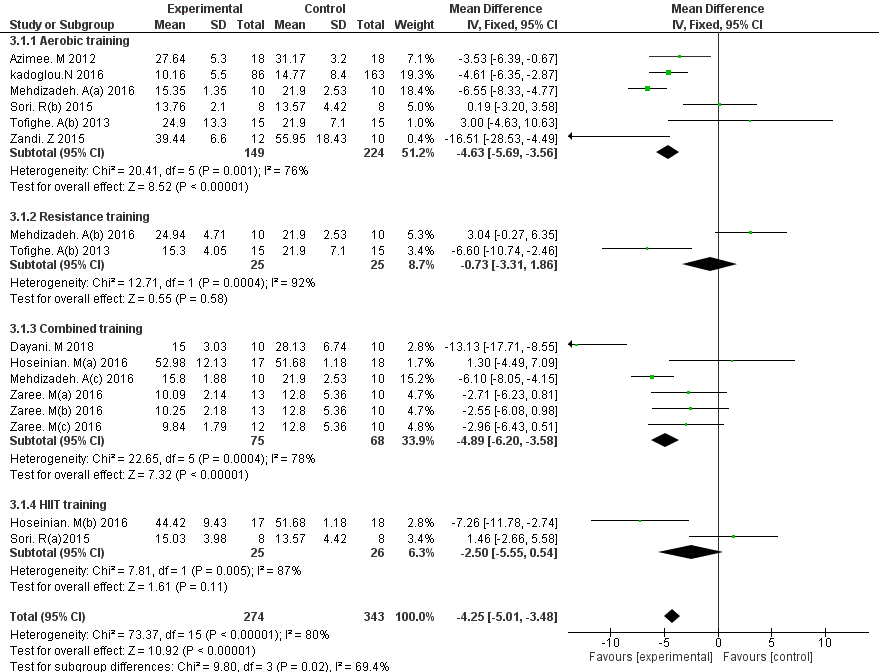 Experimental Control Mean Difference Mean Difference
Study or Subgroup Mean SD Total Mean SD Total Weight IV, Fixed, 95% CI IV, Fixed, 95% CI
3.1.1 Aerobic training
Azimee. M 2012 27.64 5.3 18 31.17 3.2 18 7.1% -3.53 [-6.39, -0.67]
kadoglou.N 2016 10.16 5.5 86 14.77 8.4 163 19.3% -4.61 [-6.35, -2.87]
Mehdizadeh. A(a) 2016 15.35 1.35 10 21.9 2.53 10 18.4% -6.55 [-8.33, -4.77]
Sori. R(b) 2015 13.76 2.1 8 13.57 4.42 8 5.0% 0.19 [-3.20, 3.58]
Tofighe. A(b) 2013 24.9 13.3 15 21.9 7.1 15 1.0% 3.00 [-4.63, 10.63]
Zandi. Z 2015 39.44 6.6 12 55.95 18.43 10 0.4% -16.51 [-28.53, -4.49]
Subtotal (95% CI) 149 224 51.2% -4.63 [-5.69, -3.56]
Heterogeneity: Chi² = 20.41, df = 5 (P = 0.001); I² = 76%
Test for overall effect: Z = 8.52 (P < 0.00001)
3.1.2 Resistance training
Mehdizadeh. A(b) 2016 24.94 4.71 10 21.9 2.53 10 5.3% 3.04 [-0.27, 6.35]
Tofighe. A(b) 2013 15.3 4.05 15 21.9 7.1 15 3.4% -6.60 [-10.74, -2.46]
Subtotal (95% CI) 25 25 8.7% -0.73 [-3.31, 1.86]
Heterogeneity: Chi² = 12.71, df = 1 (P = 0.0004); I² = 92%
Test for overall effect: Z = 0.55 (P = 0.58)
3.1.3 Combined training
Dayani. M 2018 15 3.03 10 28.13 6.74 10 2.8% -13.13 [-17.71, -8.55]
Hoseinian. M(a) 2016 52.98 12.13 17 51.68 1.18 18 1.7% 1.30 [-4.49, 7.09]
Mehdizadeh. A(c) 2016 15.8 1.88 10 21.9 2.53 10 15.2% -6.10 [-8.05, -4.15]
Zaree. M(a) 2016 10.09 2.14 13 12.8 5.36 10 4.7% -2.71 [-6.23, 0.81]
Zaree. M(b) 2016 10.25 2.18 13 12.8 5.36 10 4.7% -2.55 [-6.08, 0.98]
Zaree. M(c) 2016 9.84 1.79 12 12.8 5.36 10 4.8% -2.96 [-6.43, 0.51]
Subtotal (95% CI) 75 68 33.9% -4.89 [-6.20, -3.58]
Heterogeneity: Chi² = 22.65, df = 5 (P = 0.0004); I² = 78%
Test for overall effect: Z = 7.32 (P < 0.00001)
3.1.4 HIIT training
Hoseinian. M(b) 2016 44.42 9.43 17 51.68 1.18 18 2.8% -7.26 [-11.78, -2.74]
Sori. R(a)2015 15.03 3.98 8 13.57 4.42 8 3.4% 1.46 [-2.66, 5.58]
Subtotal (95% CI) 25 26 6.3% -2.50 [-5.55, 0.54]
Heterogeneity: Chi² = 7.81, df = 1 (P = 0.005); I² = 87%
Test for overall effect: Z = 1.61 (P = 0.11)
Total (95% CI) 274 343 100.0% -4.25 [-5.01, -3.48]
Heterogeneity: Chi² = 73.37, df = 15 (P < 0.00001); I² = 80%
Test for overall effect: Z = 10.92 (P < 0.00001)
Test for subgroup differences: Chi² = 9.80, df = 3 (P = 0.02), I² = 69.4%
-10 -5 0 5 10
Favours [experimental] Favours [control]